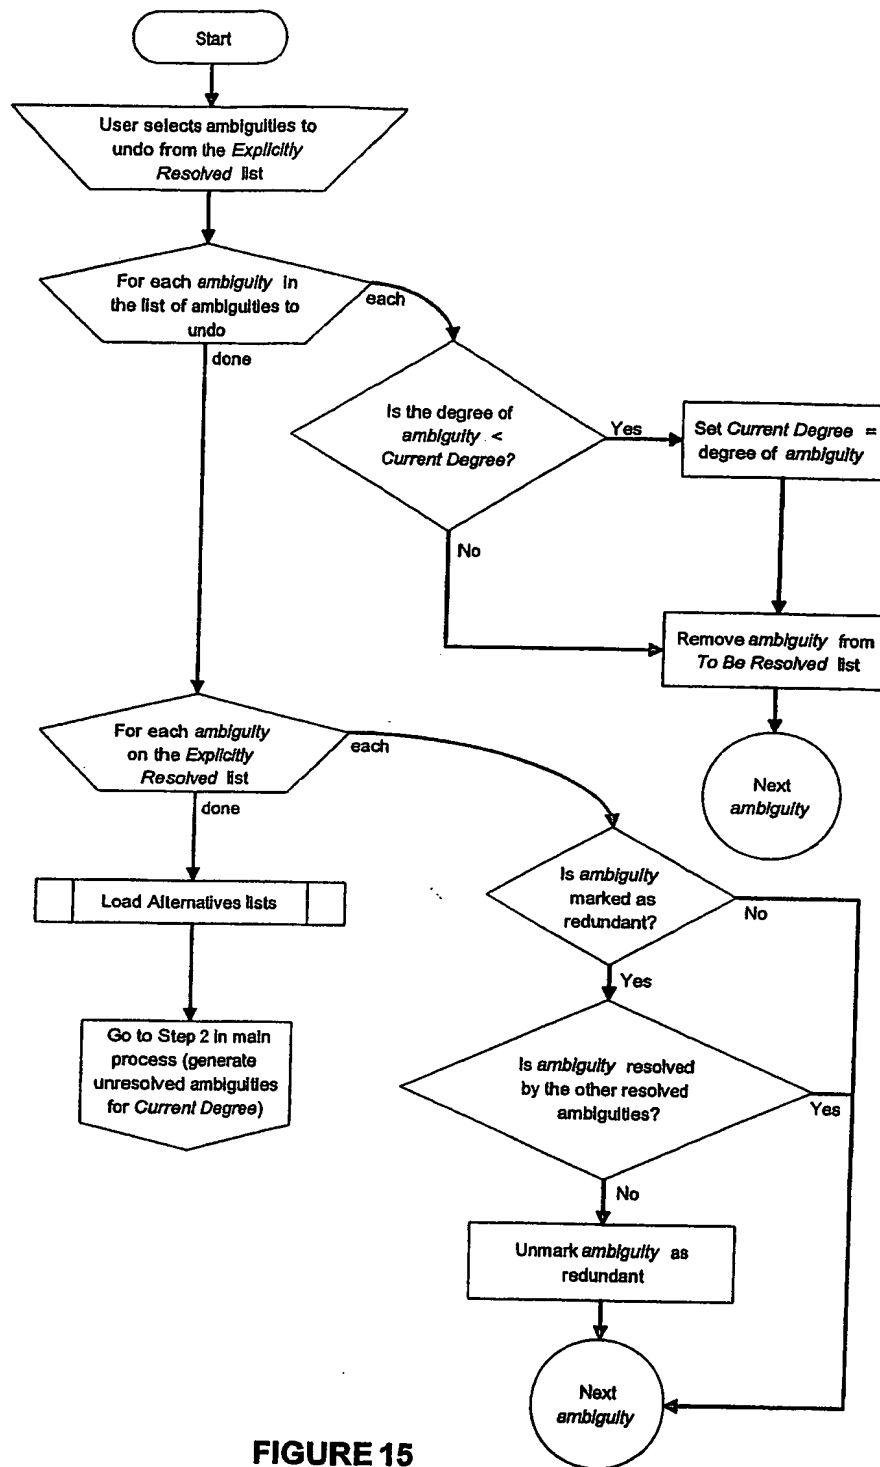 Start
User selects ambiguities to
undo from the Explicitly
Resolved list
For each ambiguity in
the list of ambiguities to
undo
each
done
Is the degree of
ambiguity <
Current Degree?
Yes
Set Current Degree =
degree of ambiguity
No
Remove ambiguity from
To Be Resolved list
Next
ambiguity
For each ambiguity
on the Explicitly
Resolved list
each
done
Load Alternatives lists
Go to Step 2 in main
process (generate
unresolved ambiguities
for Current Degree)
Is ambiguity
marked as
redundant?
No
Yes
Is ambiguity resolved
by the other resolved
ambiguities?
Yes
No
Unmark ambiguity as
redundant
Next
ambiguity
FIGURE 15